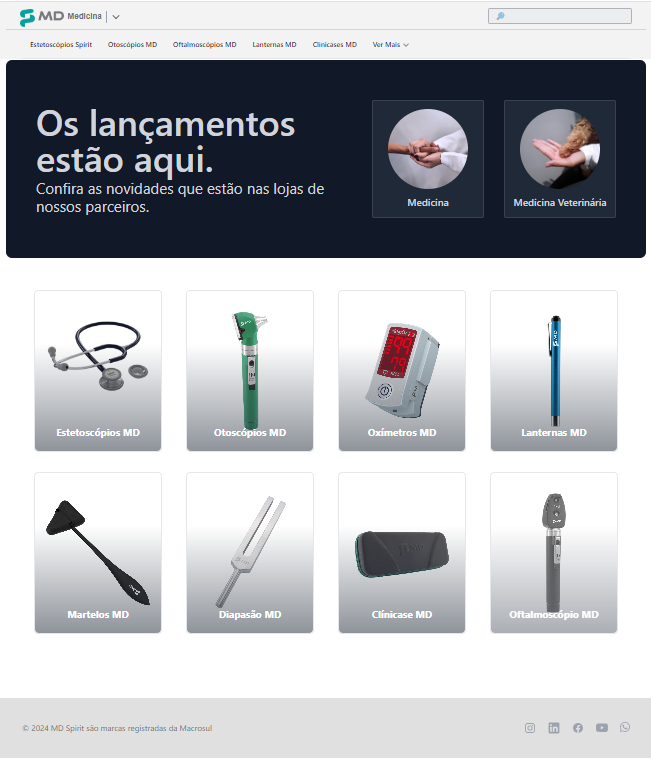 MD Medicina
Estetoscópios Spirit Otoscópios MD Oftalmoscópios MD Lanternas MD Clinicases MD Ver Mais
Os lançamentos
estão aqui.
Confira as novidades que estão nas lojas de
nossos parceiros.
Medicina Medicina Veterinária
Estetoscópios MD Otoscópios MD Oxímetros MD Lanternas MD
Martelos MD Diapasão MD Clínicase MD Oftalmoscópio MD
© 2024 MD Spirit são marcas registradas da Macrosul